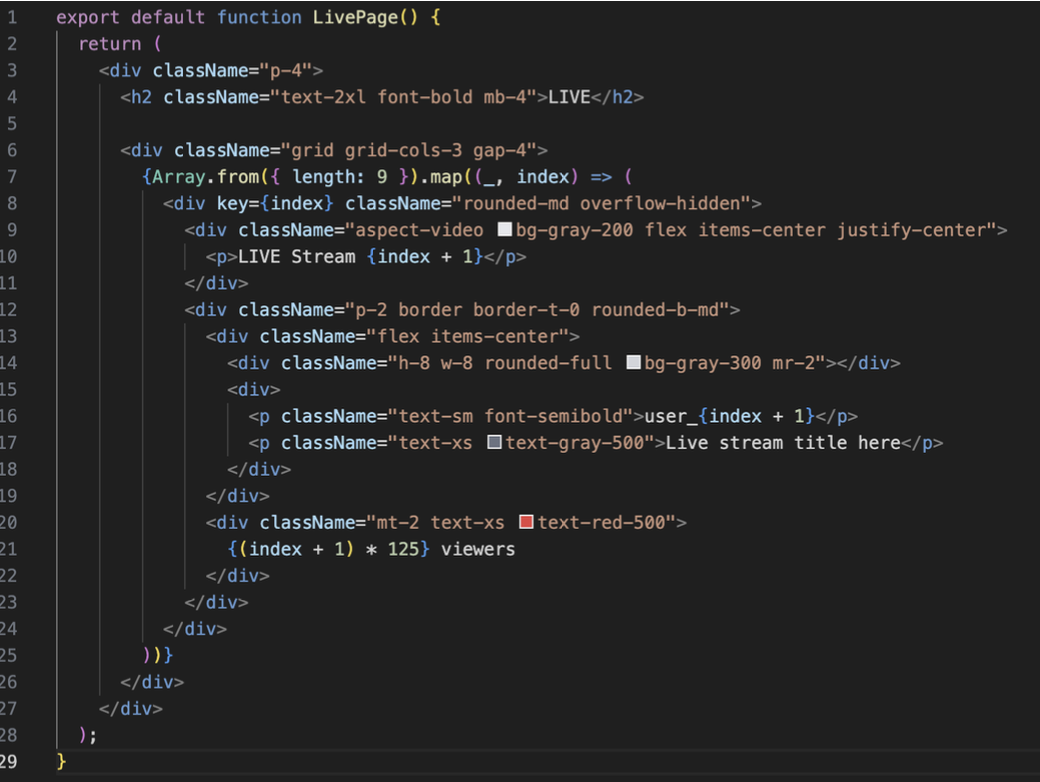 1 export default function LivePage() {
2 return (
3 <div className="p-4">
4 <h2 className="text-2xl font-bold mb-4">LIVE</h2>
5
6 <div className="grid grid-cols-3 gap-4">
7 {Array.from({ length: 9 }).map((_, index) => (
8 <div key={index} className="rounded-md overflow-hidden">
9 <div className="aspect-video bg-gray-200 flex items-center justify-center">
10 <p>LIVE Stream {index + 1}</p>
11 </div>
12 <div className="p-2 border border-t-0 rounded-b-md">
13 <div className="flex items-center">
14 <div className="h-8 w-8 rounded-full bg-gray-300 mr-2"></div>
15 <div>
16 <p className="text-sm font-semibold">user_{index + 1}</p>
17 <p className="text-xs text-gray-500">Live stream title here</p>
18 </div>
19 </div>
20 <div className="mt-2 text-xs text-red-500">
21 {(index + 1) * 125} viewers
22 </div>
23 </div>
24 </div>
25 ))}
26 </div>
27 </div>
28 );
29 }